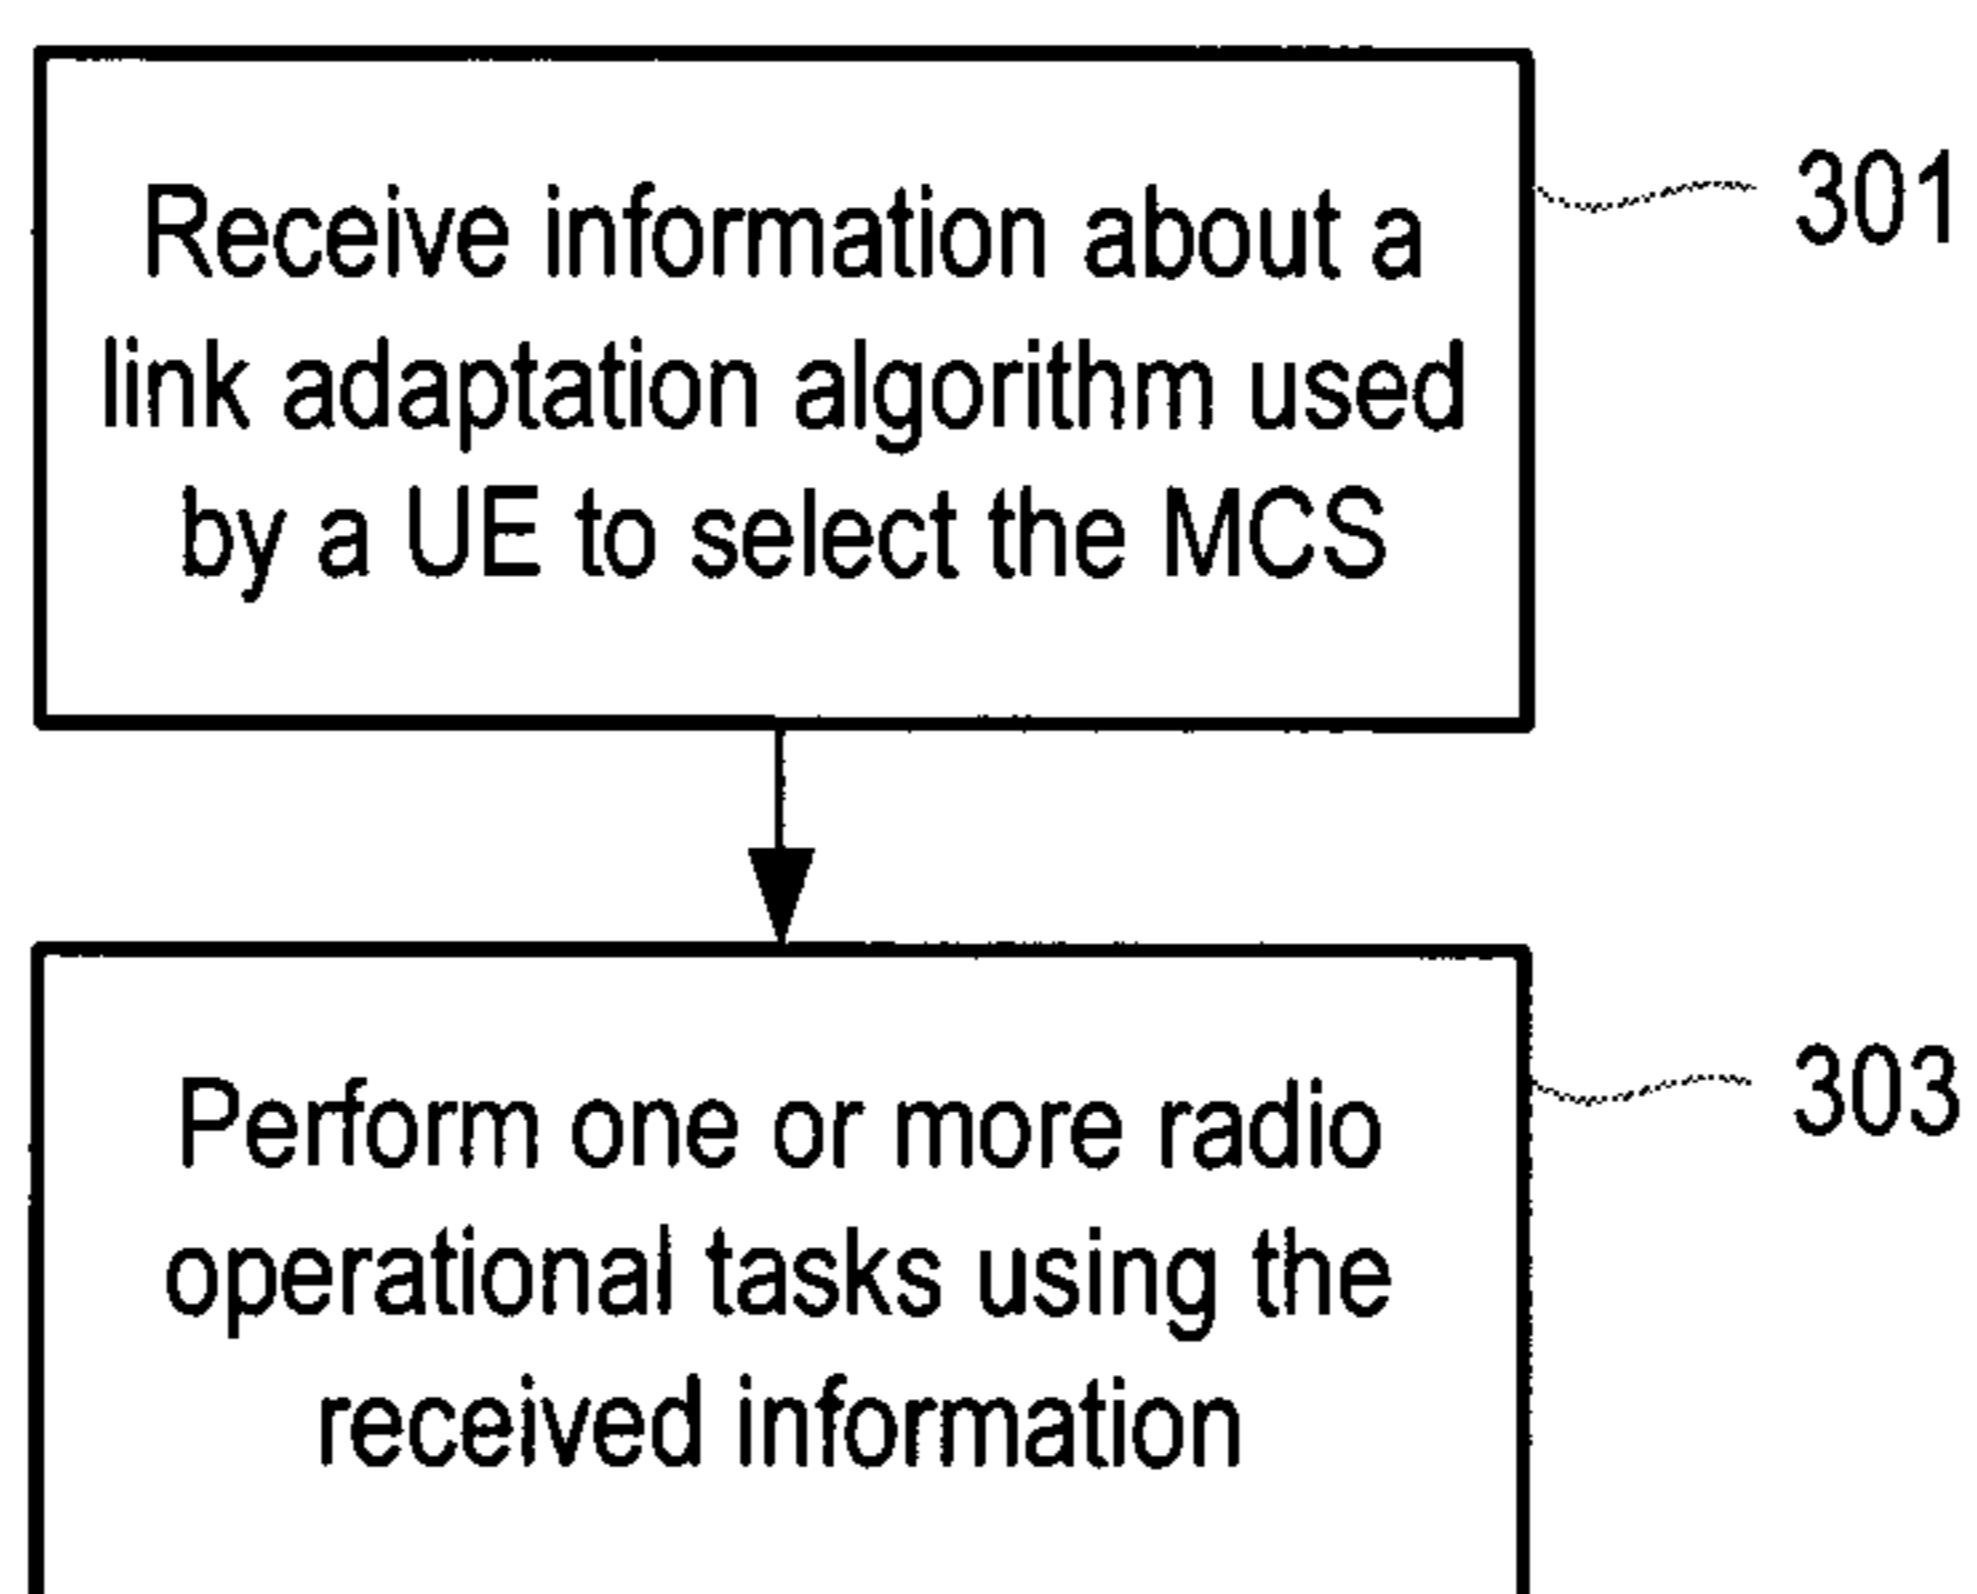 Receive information about a
link adaptation algorithm used
by a UE to select the MCS
301
Perform one or more radio
operational tasks using the
received information
303